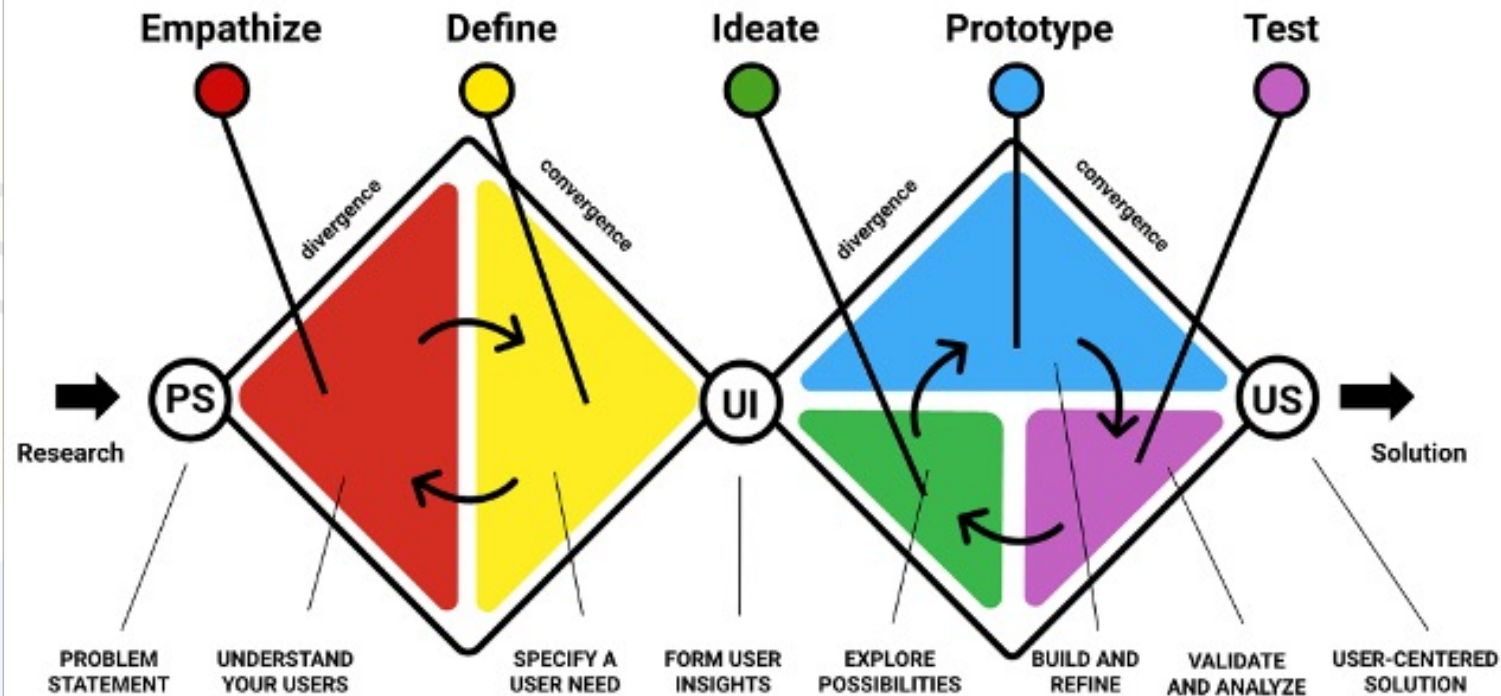 Empathize
Define
Ideate
Prototype
Test
divergence
convergence
divergence
convergence
PS
UI
US
Research
Solution
PROBLEM
STATEMENT
UNDERSTAND
YOUR USERS
SPECIFY A
USER NEED
FORM USER
INSIGHTS
EXPLORE
POSSIBILITIES
BUILD AND
REFINE
VALIDATE
AND ANALYZE
USER-CENTERED
SOLUTION